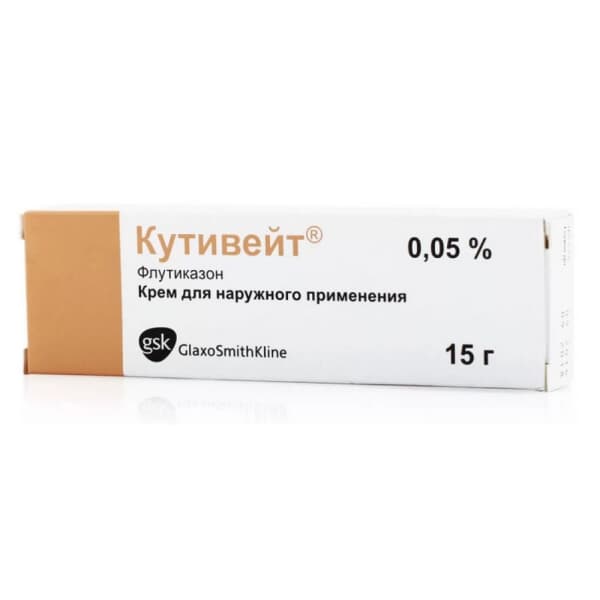 Кутивейт®
0,05 %
Флутиказон
Крем для наружного применения
gsk
GlaxoSmithKline
15 г